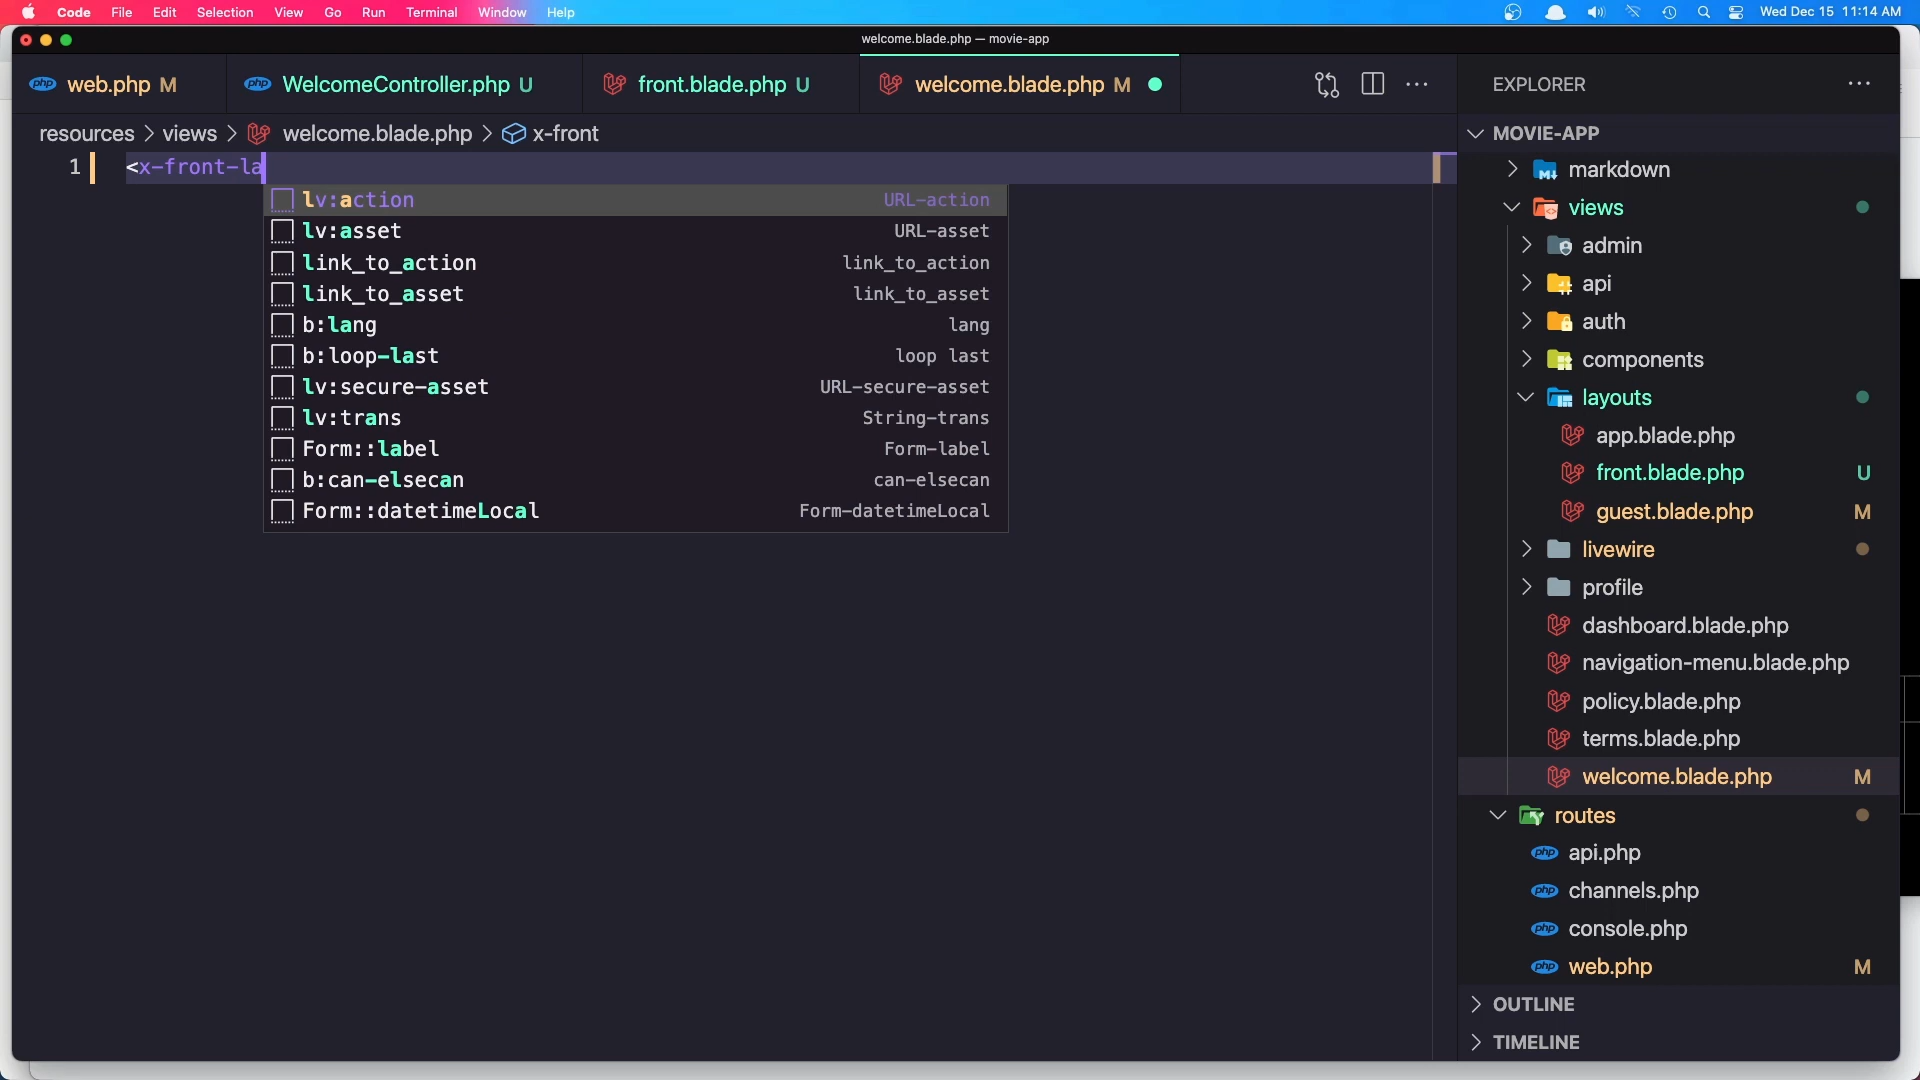 Code File Edit Selection View Go Run Terminal Window Help Wed Dec 15 11:14 AM
welcome.blade.php — movie-app
php web.php M php WelcomeController.php U front.blade.php U welcome.blade.php M
resources > views > welcome.blade.php > x-front
1 <x-front-la
lv:action URL-action
lv:asset URL-asset
link_to_action link_to_action
link_to_asset link_to_asset
b:lang lang
b:loop-last loop last
lv:secure-asset URL-secure-asset
lv:trans String-trans
Form::label Form-label
b:can-elsecan can-elsecan
Form::datetimeLocal Form-datetimeLocal
EXPLORER
MOVIE-APP
markdown
views
admin
api
auth
components
layouts
app.blade.php
front.blade.php U
guest.blade.php M
livewire
profile
dashboard.blade.php
navigation-menu.blade.php
policy.blade.php
terms.blade.php
welcome.blade.php M
routes
php api.php
php channels.php
php console.php
php web.php M
OUTLINE
TIMELINE